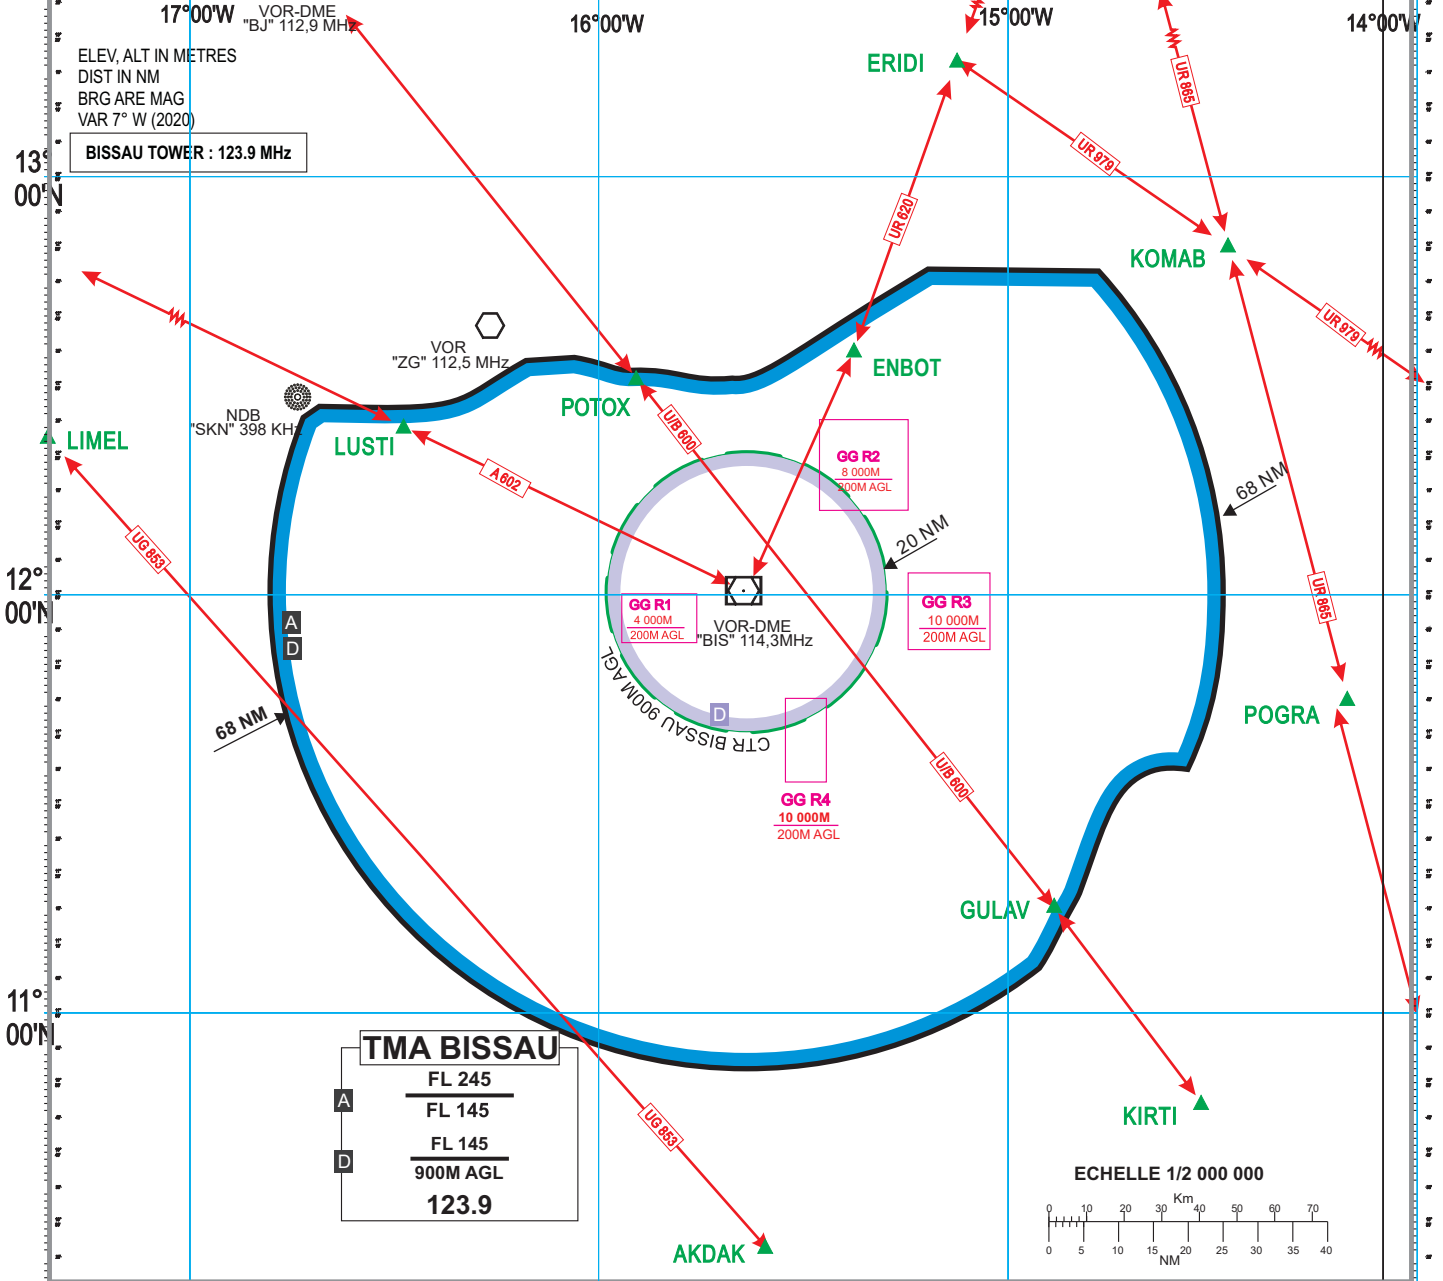 17°00'W
16°00'W
15°00'W
14°00'W
VOR-DME
"BJ" 112,9 MHz
ELEV, ALT IN METRES
DIST IN NM
BRG ARE MAG
VAR 7° W (2020)
BISSAU TOWER : 123.9 MHz
ERIDI
UR 865
UR 979
13°
00'N
UR 620
KOMAB
UR 979
VOR
"ZG" 112,5 MHz
ENBOT
POTOX
NDB
"SKN" 398 KHz
LIMEL
LUSTI
U/B 600
A 602
GG R2
8 000M
200M AGL
68 NM
20 NM
UG 853
12°
00'N
GG R1
4 000M
200M AGL
VOR-DME
"BIS" 114,3MHz
GG R3
10 000M
200M AGL
UR 865
A
D
68 NM
CTR BISSAU 900M AGL
D
POGRA
U/B 600
GG R4
10 000M
200M AGL
GULAV
11°
00'N
TMA BISSAU
A
FL 245
FL 145
D
FL 145
900M AGL
123.9
UG 853
KIRTI
AKDAK
ECHELLE 1/2 000 000
Km
0 10 20 30 40 50 60 70
0 5 10 15 20 25 30 35 40
NM